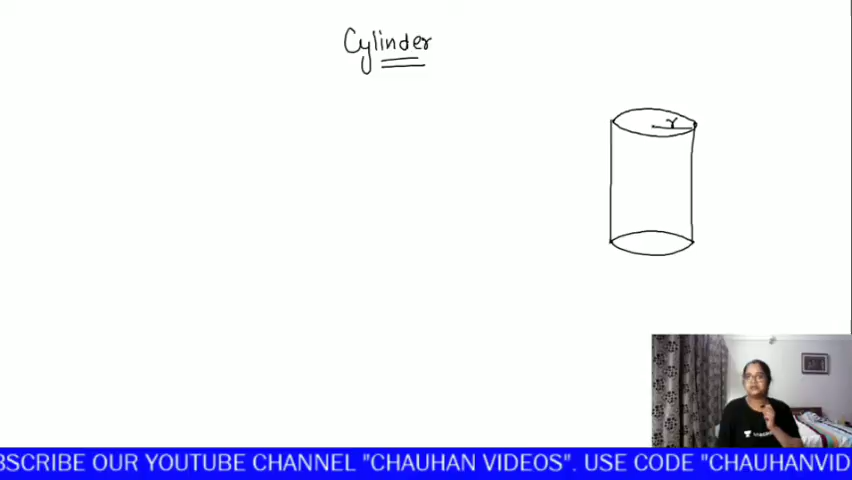 Cylinder
r
BSCRIBE OUR YOUTUBE CHANNEL "CHAUHAN VIDEOS". USE CODE "CHAUHANVID